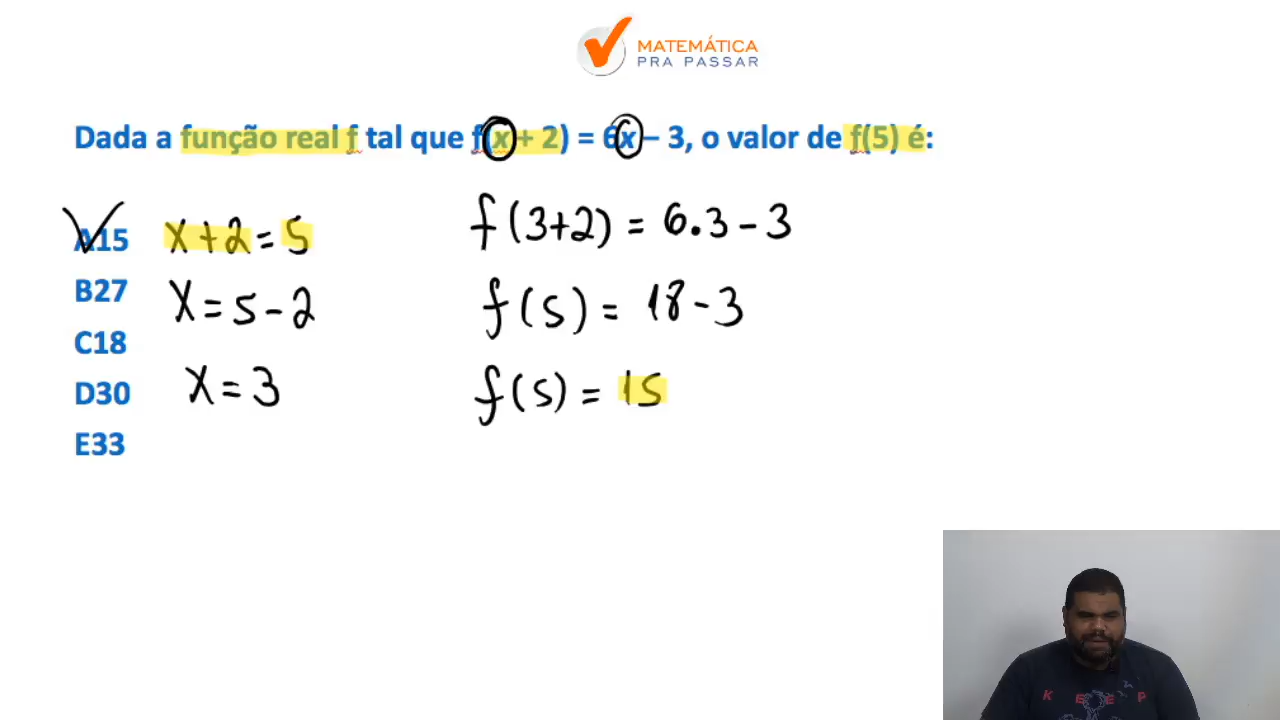 MATEMÁTICA
PRA PASSAR
Dada a função real f tal que f(x + 2) = 6x – 3, o valor de f(5) é:
A15
B27
C18
D30
E33
x+2 = 5
x = 5-2
x = 3
f(3+2) = 6.3-3
f(5) = 18-3
f(5) = 15
K E E P